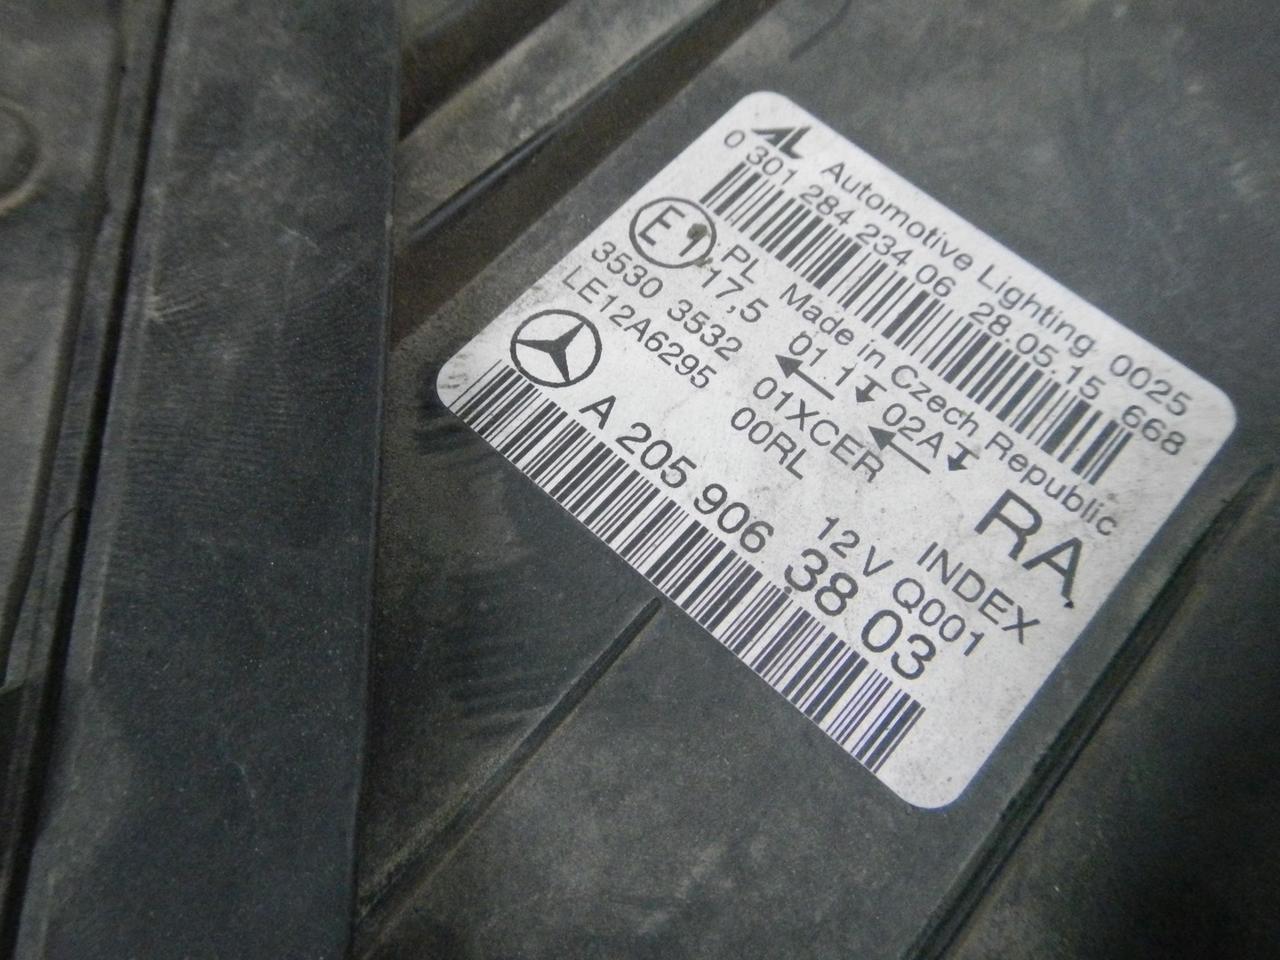 AL Automotive Lighting 0025
0 301 284 234 06 28.05.15 668
E1 PL Made in Czech Republic
17,5 01 1 02A RA
3530 3532 01XCER INDEX
LE12A6295 00RL 12 V Q001
A 205 906 38 03